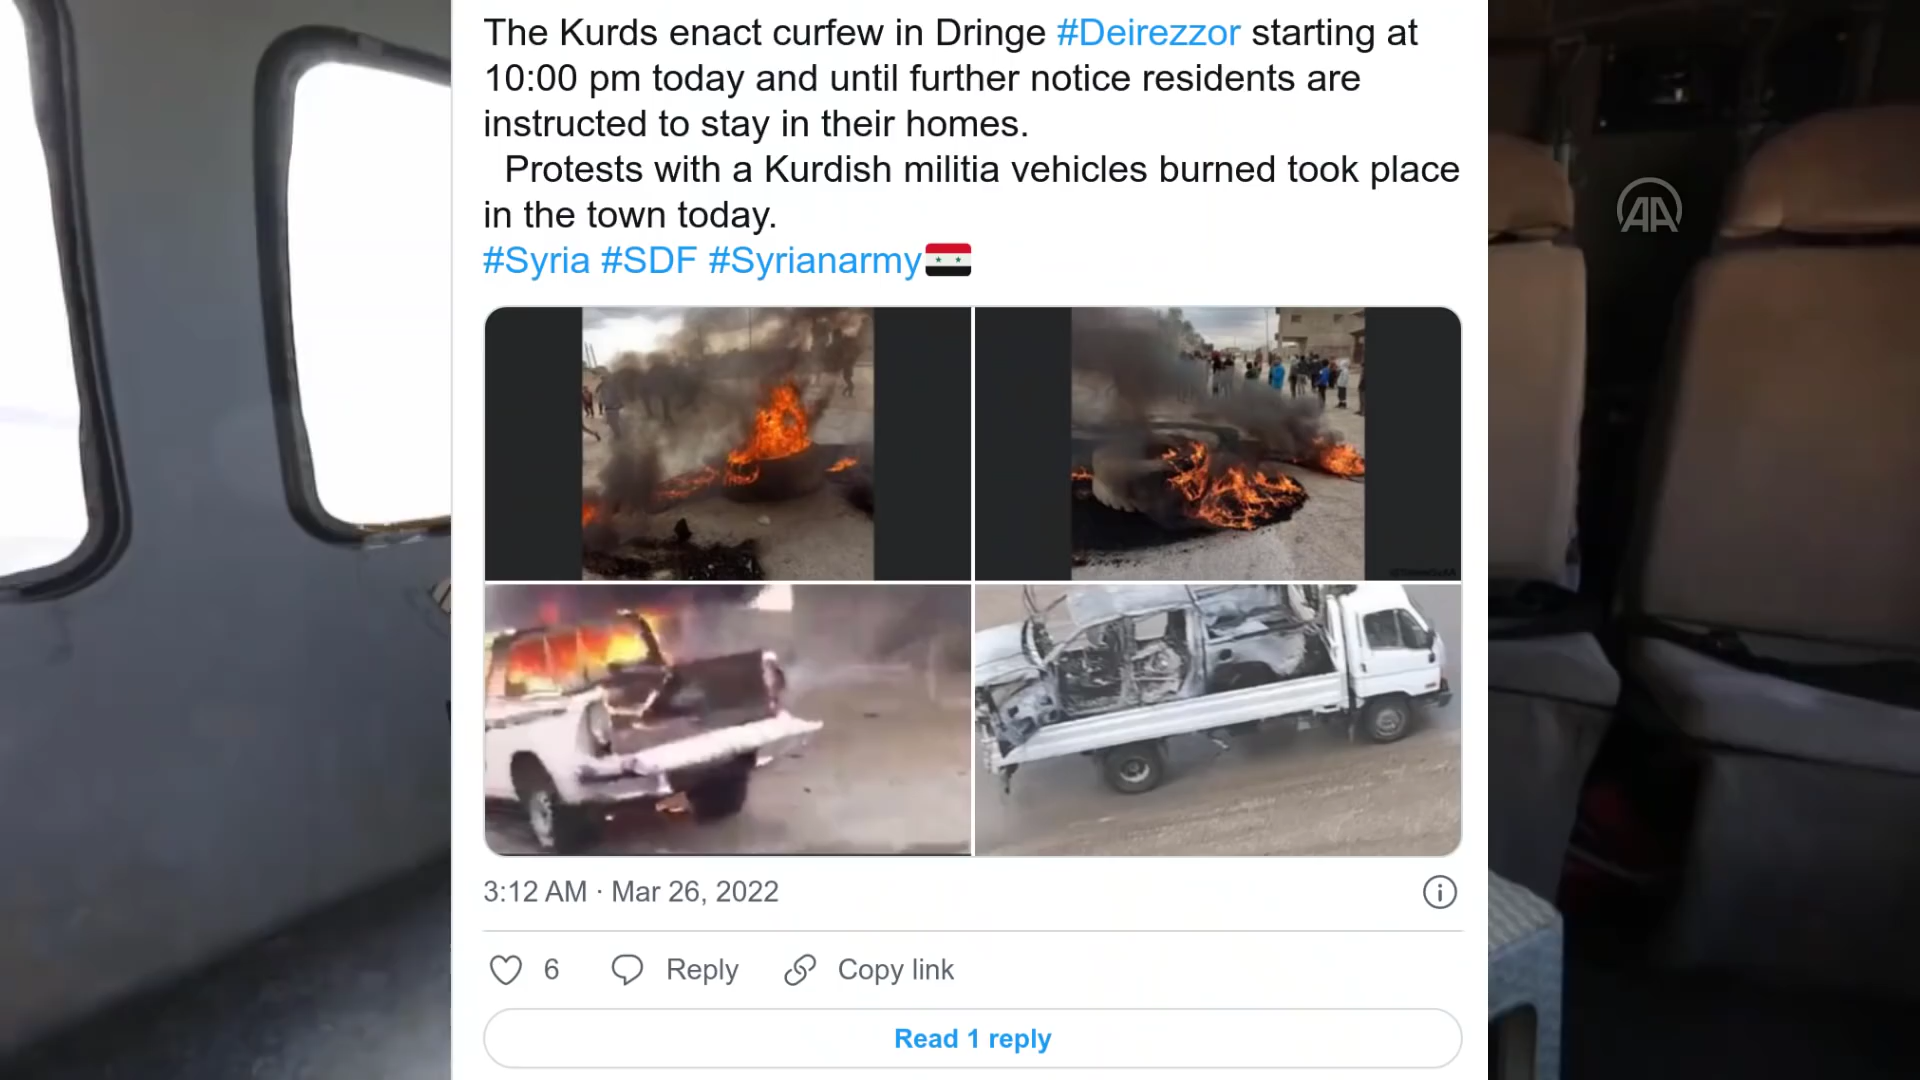 The Kurds enact curfew in Dringe #Deirezzor starting at
10:00 pm today and until further notice residents are
instructed to stay in their homes.
Protests with a Kurdish militia vehicles burned took place
in the town today.
#Syria #SDF #Syrianarmy
AA
3:12 AM · Mar 26, 2022
6 Reply Copy link
Read 1 reply